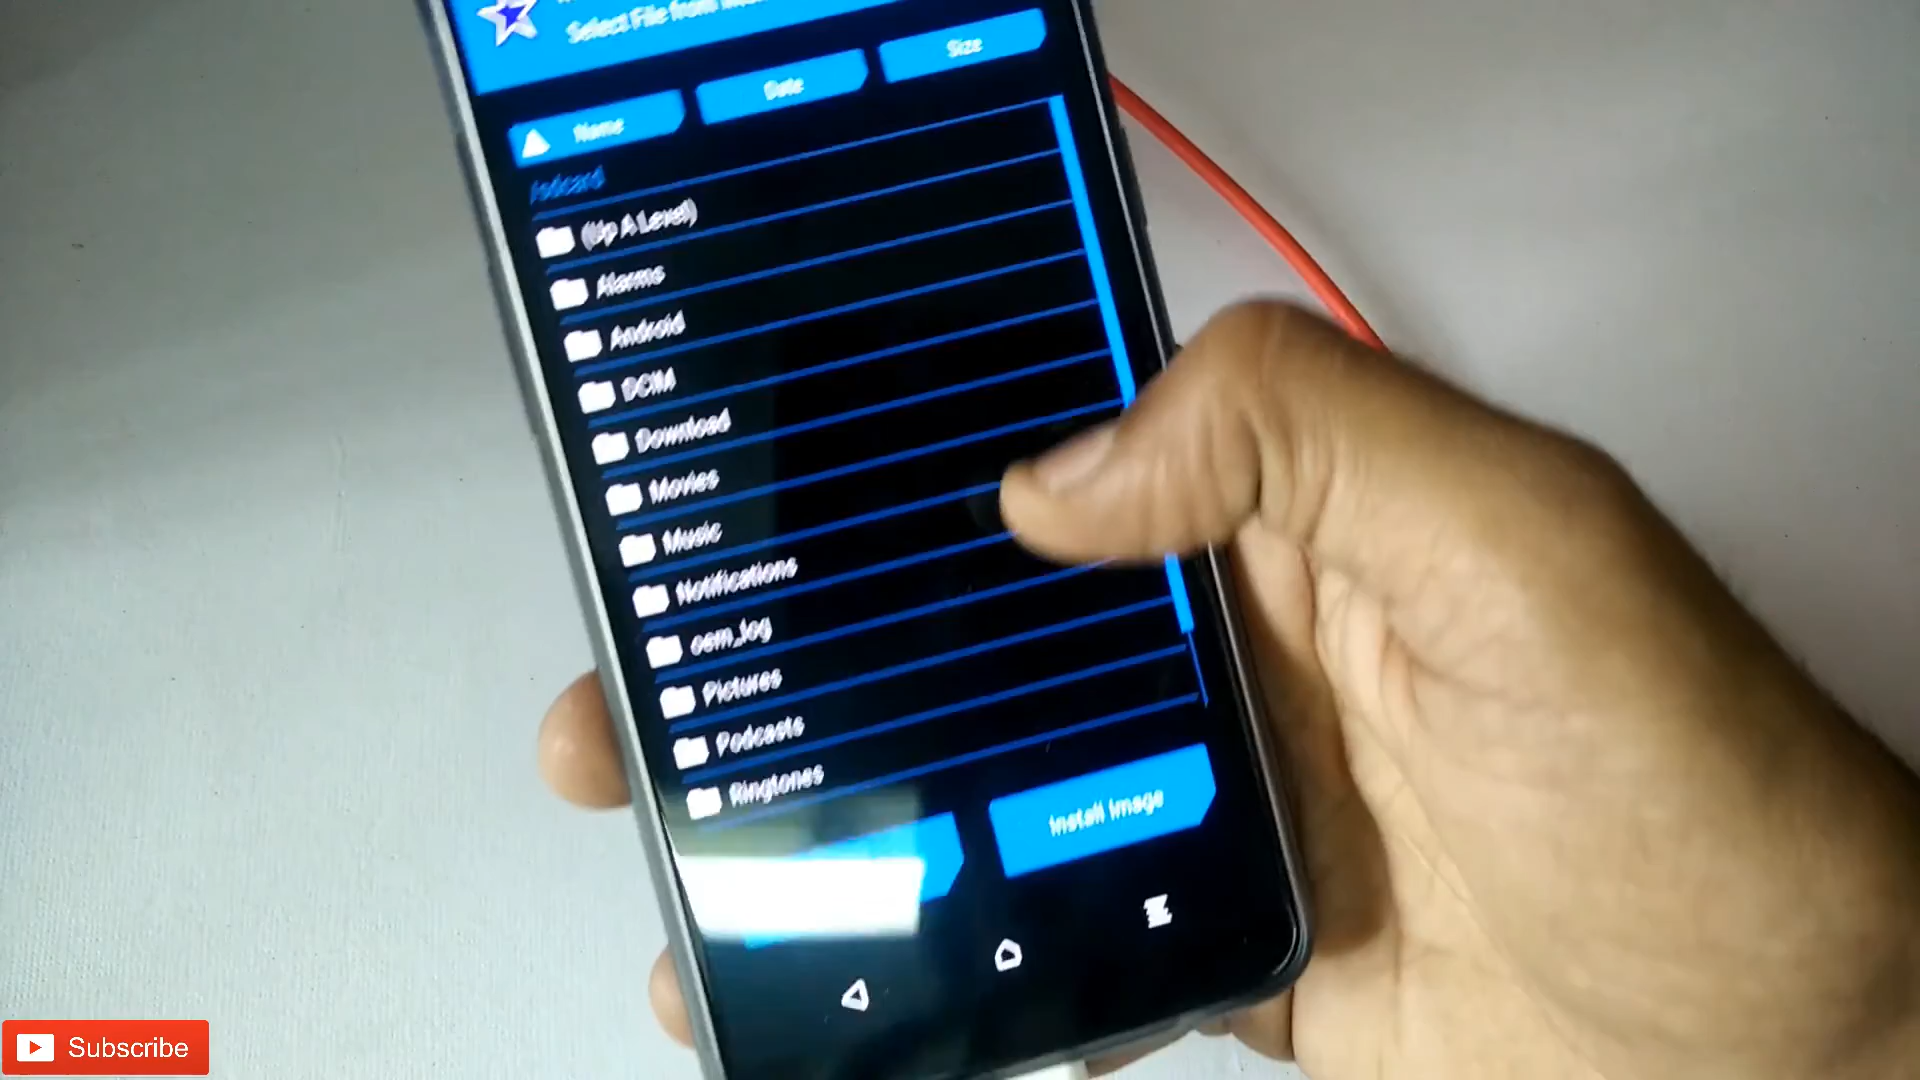 Select File from
Name
Date
Size
/sdcard
(Up A Level)
Alarms
Android
DCIM
Download
Movies
Music
Notifications
oem_log
Pictures
Podcasts
Ringtones
Install Image
Subscribe